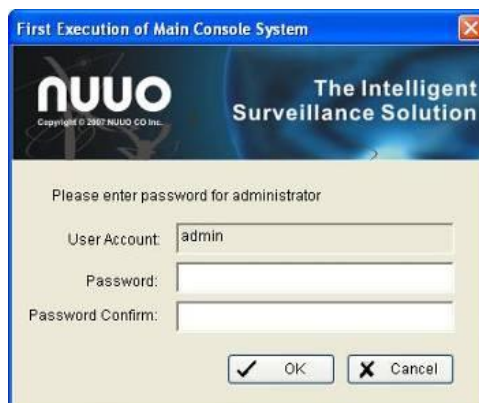 First Execution of Main Console System
nuuo
Copyright © 2007 NUUO CO Inc.
The Intelligent
Surveillance Solution
Please enter password for administrator
User Account: admin
Password:
Password Confirm:
OK Cancel